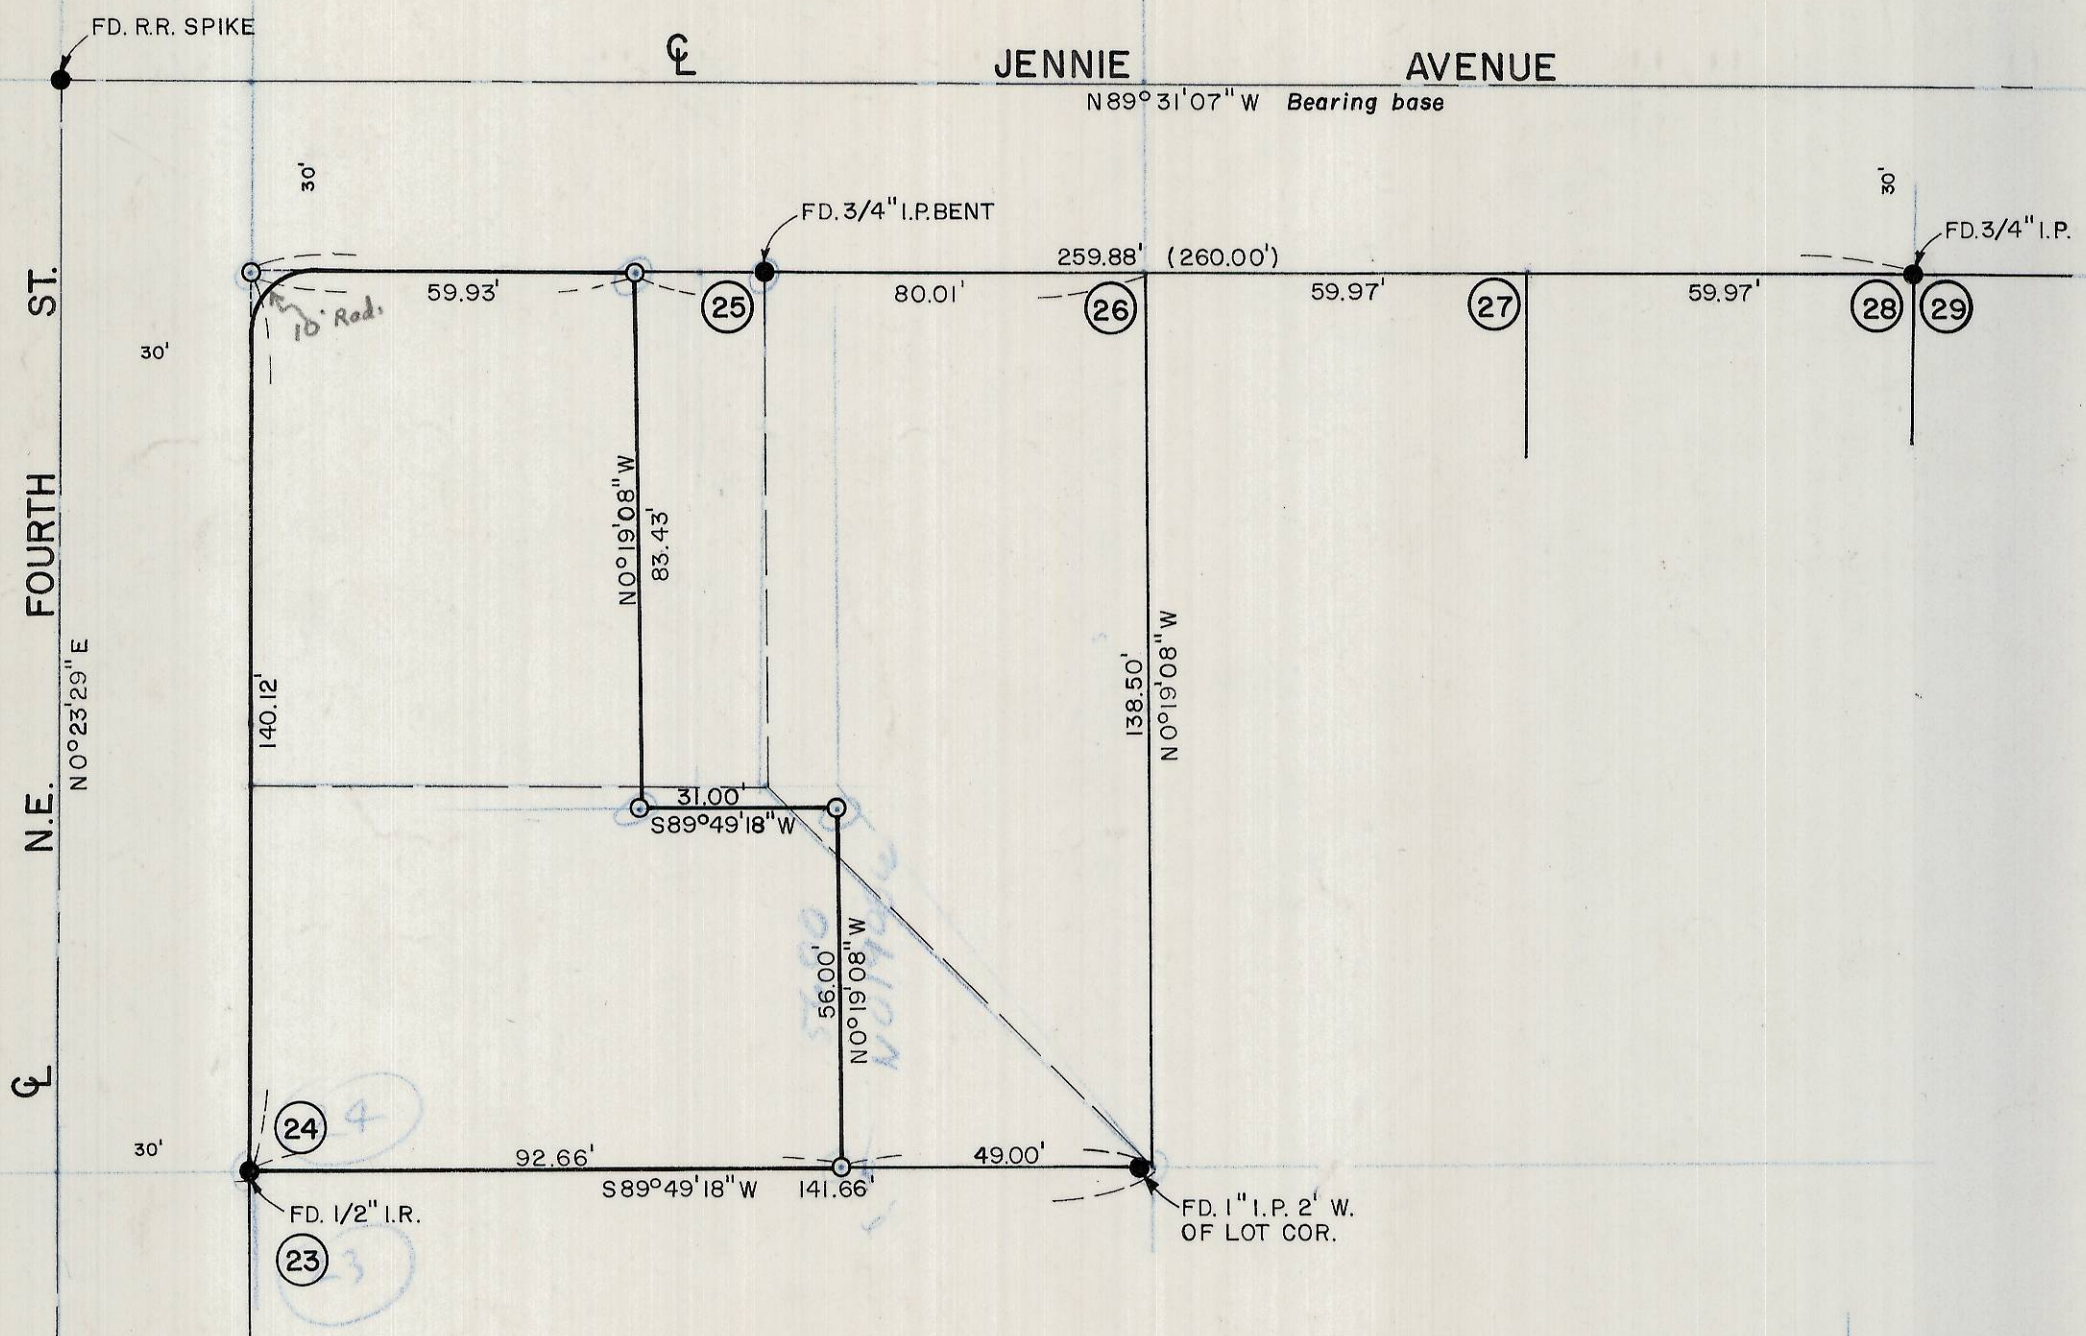 FD. R.R. SPIKE
℄
JENNIE AVENUE
N89°31'07"W Bearing base
30'
30'
FD. 3/4" I.P. BENT
FD. 3/4" I.P.
259.88' (260.00')
59.93'
80.01'
59.97'
59.97'
25
26
27
28
29
10' Rad.
30'
℄ N.E. FOURTH ST.
N0°23'29"E
140.12'
N0°19'08"W
83.43'
138.50'
N0°19'08"W
31.00'
S89°49'18"W
56.00'
N0°19'08"W
56.00
24
24
30'
92.66'
49.00'
S89°49'18"W 141.66'
FD. 1/2" I.R.
FD. 1" I.P. 2' W.
OF LOT COR.
23
23